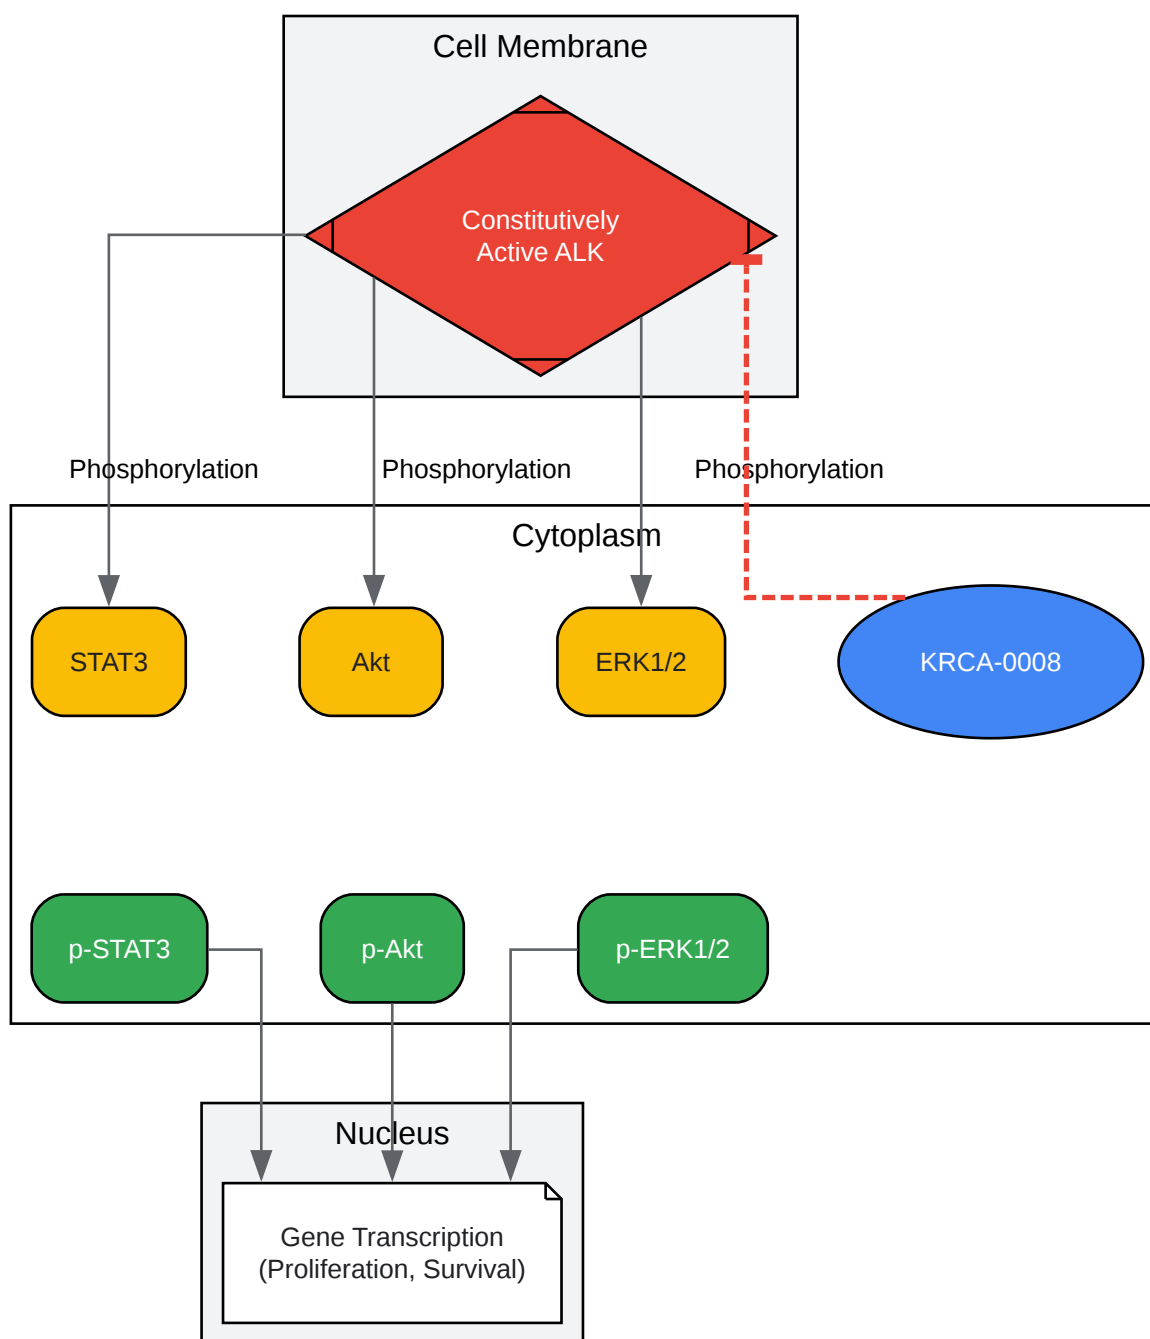 Cell Membrane
Constitutively
Active ALK
Phosphorylation
Phosphorylation
Phosphorylation
Cytoplasm
STAT3
Akt
ERK1/2
KRCA-0008
p-STAT3
p-Akt
p-ERK1/2
Nucleus
Gene Transcription
(Proliferation, Survival)